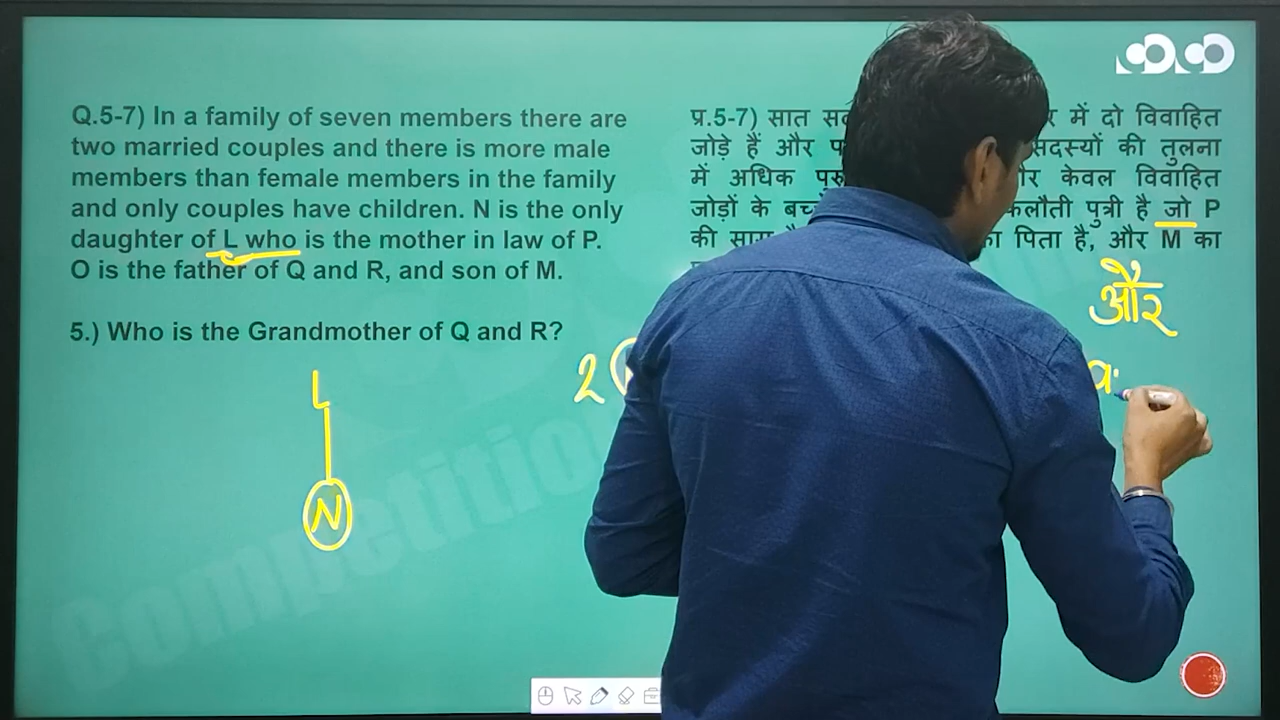 Q.5-7) In a family of seven members there are
two married couples and there is more male
members than female members in the family
and only couples have children. N is the only
daughter of L who is the mother in law of P.
O is the father of Q and R, and son of M.
5.) Who is the Grandmother of Q and R?
L
N
2
प्र.5-7) सात में दो विवाहित
जोड़े हैं और सदस्यों की तुलना
में अधिक केवल विवाहित
जोड़ों के पुत्री है जो P
की पिता है, और M का
और
Competition